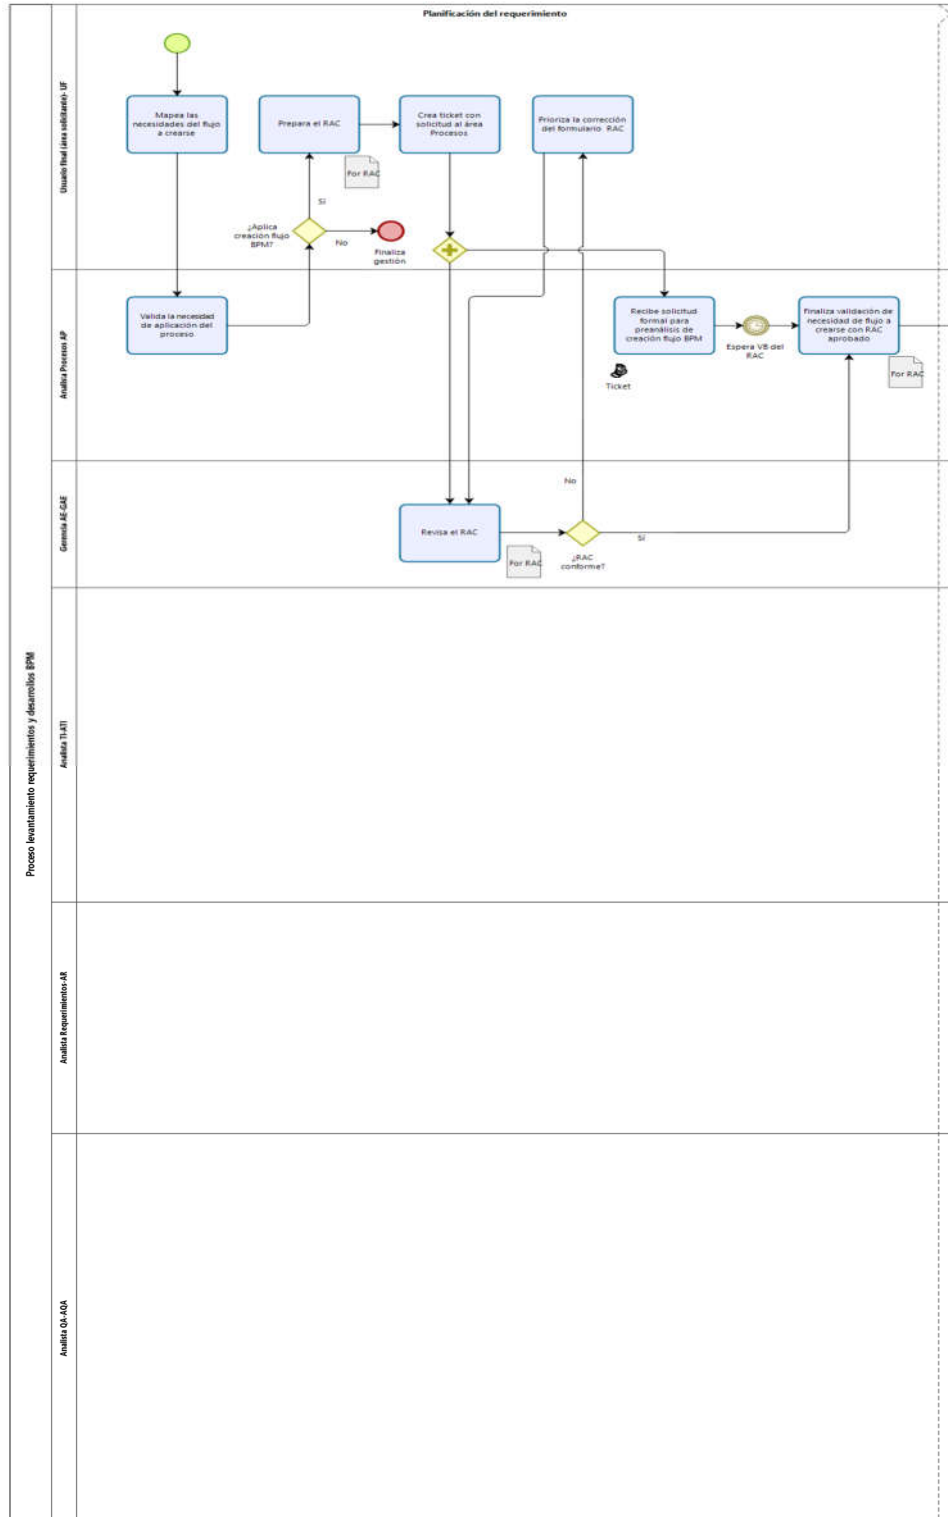 Planificación del requerimiento
Proceso levantamiento requerimientos y desarrollos BPM
Usuario final (área solicitante)- UF
Mapea las
necesidades del flujo
a crearse
Prepara el RAC
For RAC
Crea ticket con
solicitud al área
Procesos
Prioriza la corrección
del formulario RAC
Sí
¿Aplica
creación flujo
BPM?
No
Finaliza
gestión
Analista Procesos AP
Valida la necesidad
de aplicación del
proceso
Recibe solicitud
formal para
preanálisis de
creación flujo BPM
Ticket
Espera VB del
RAC
Finaliza validación de
necesidad de flujo a
crearse con RAC
aprobado
For RAC
Gerencia AE-GAE
Revisa el RAC
For RAC
No
¿RAC
conforme?
Sí
Analista TI-ATI
Analista Requerimientos-AR
Analista QA-AQA